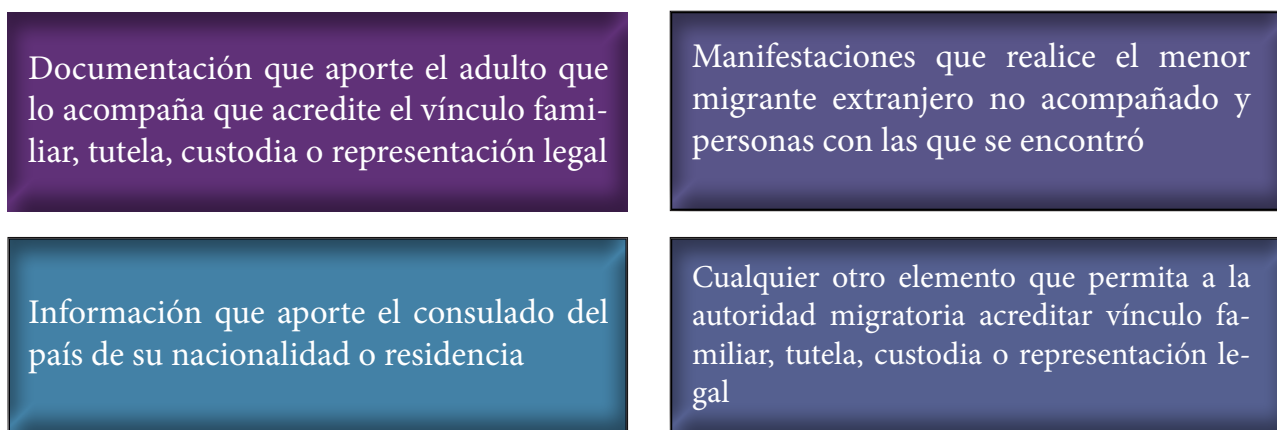 Documentación que aporte el adulto que
lo acompaña que acredite el vínculo fami-
liar, tutela, custodia o representación legal
Manifestaciones que realice el menor
migrante extranjero no acompañado y
personas con las que se encontró
Información que aporte el consulado del
país de su nacionalidad o residencia
Cualquier otro elemento que permita a la
autoridad migratoria acreditar vínculo fa-
miliar, tutela, custodia o representación le-
gal